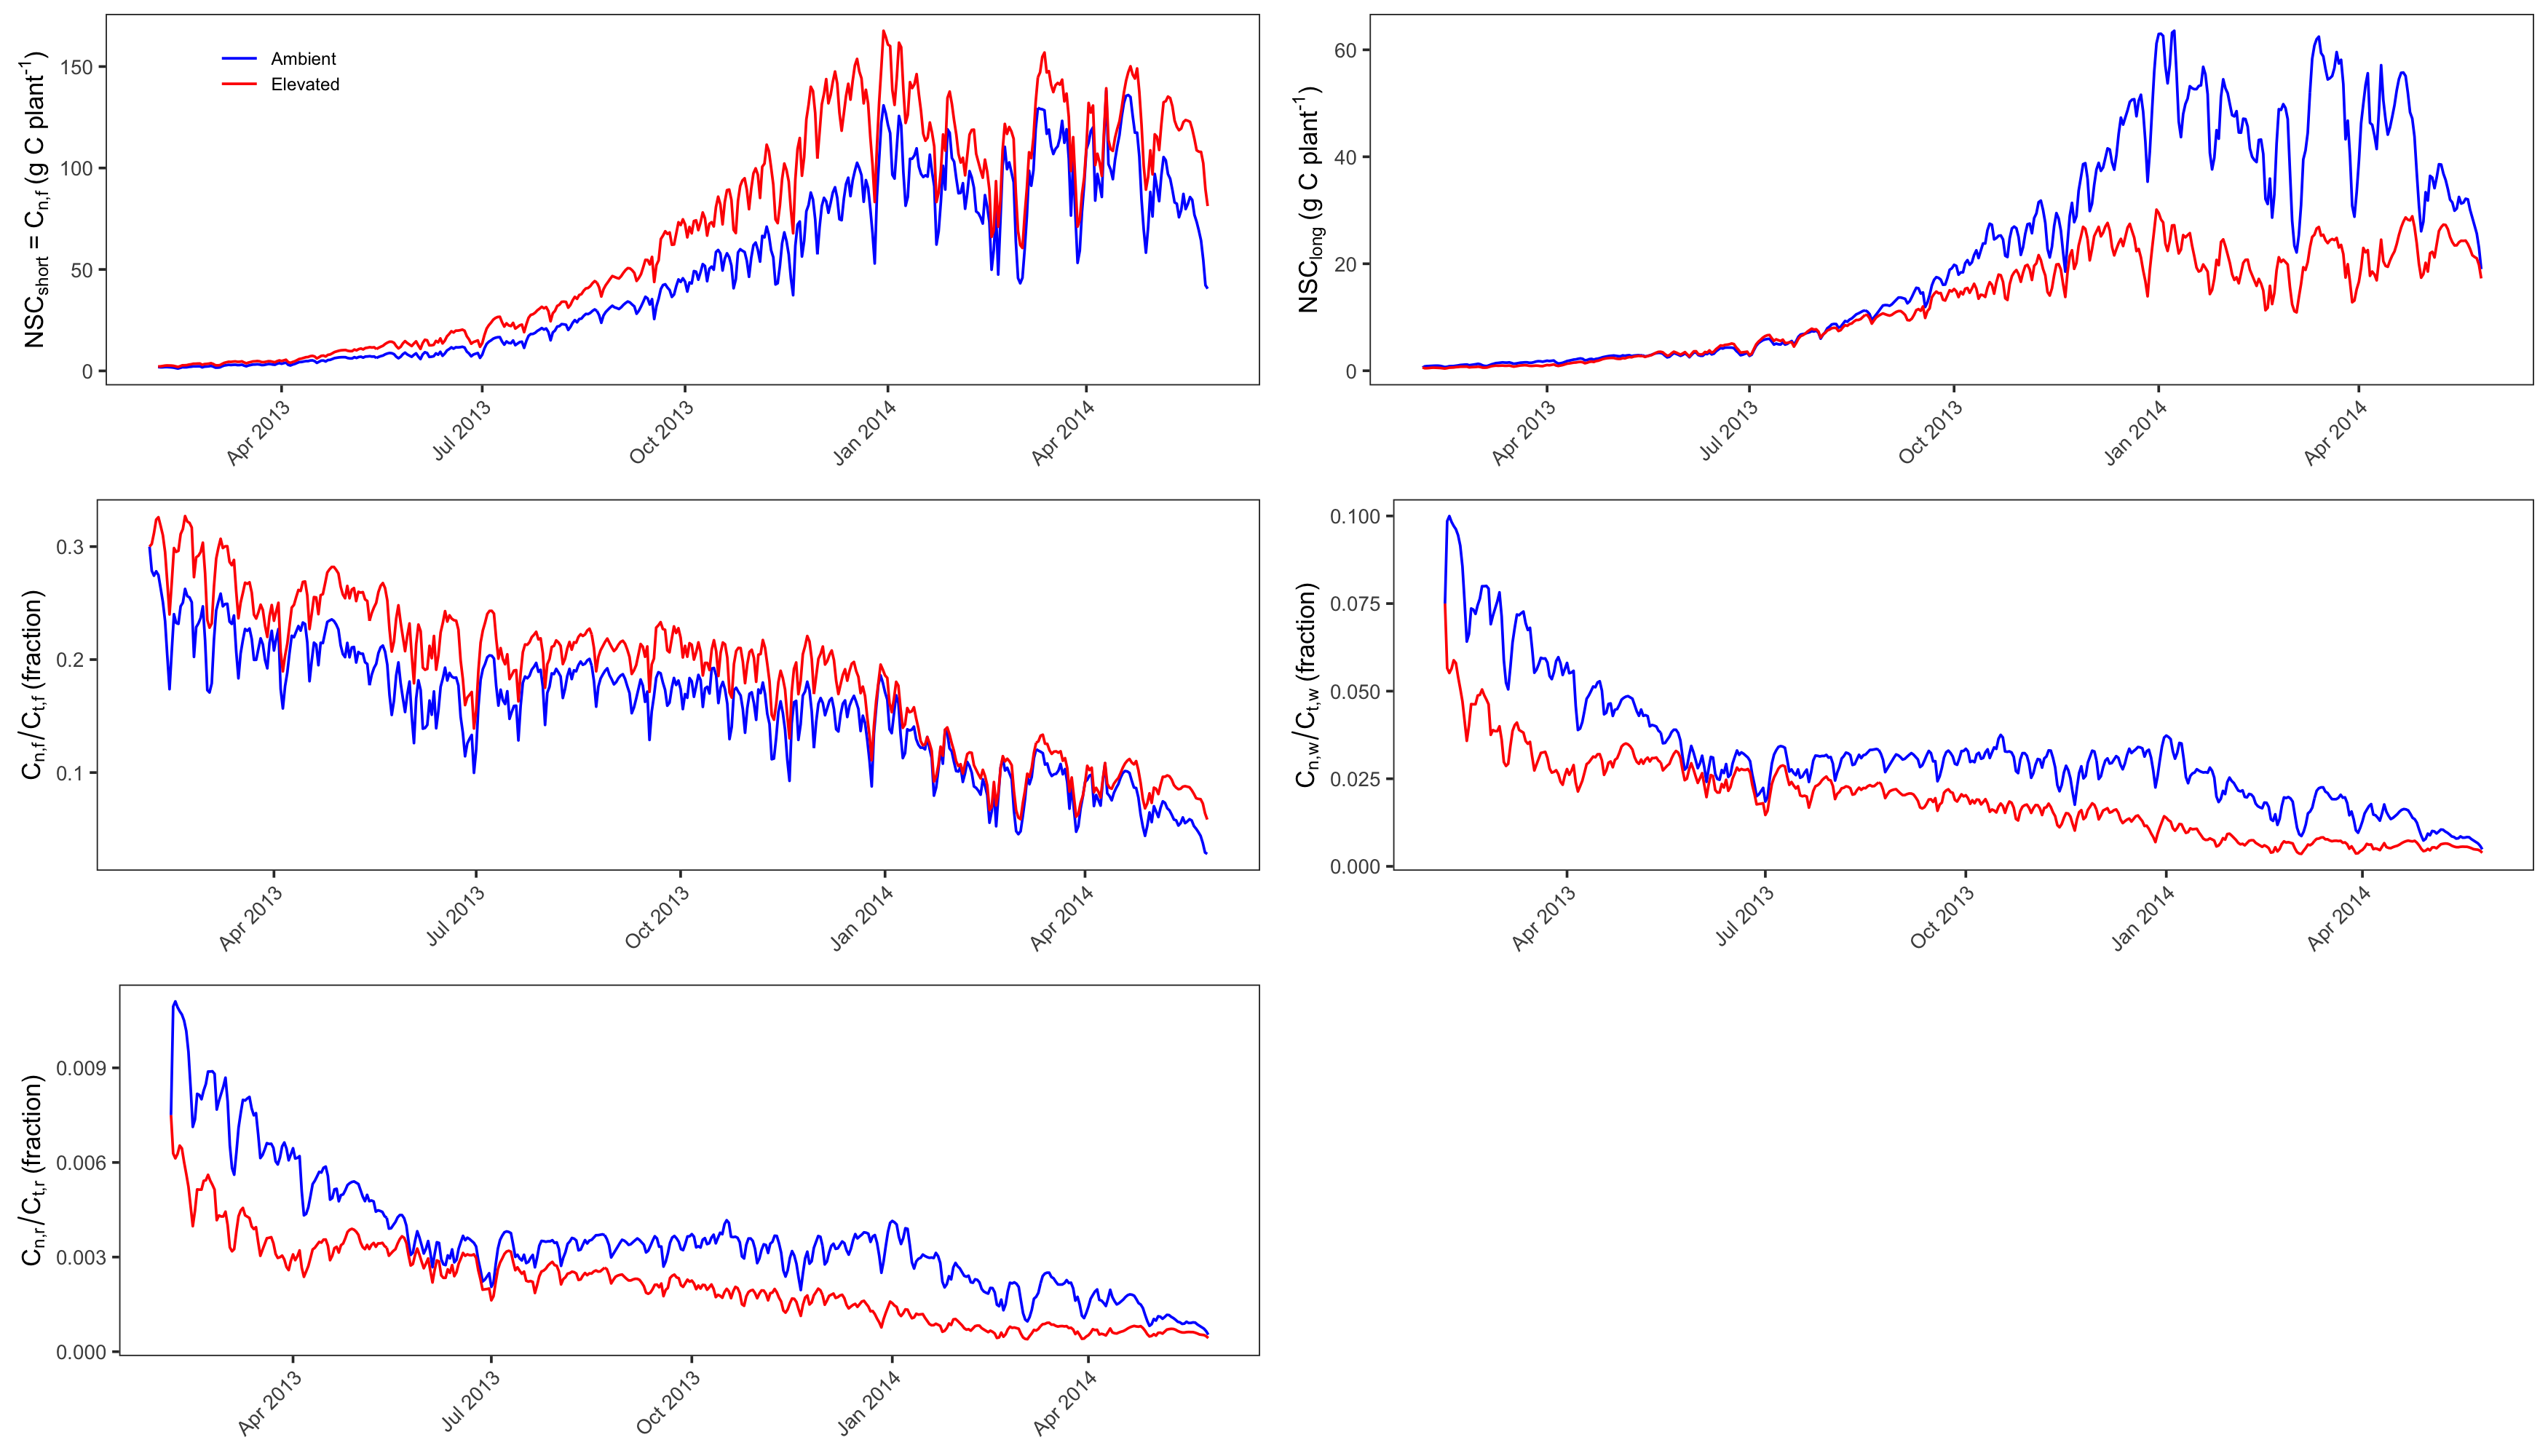 NSCshort = Cn,f (g C plant-1)
150
100
50
0
Ambient
Elevated
Apr 2013
Jul 2013
Oct 2013
Jan 2014
Apr 2014
NSClong (g C plant-1)
60
40
20
0
Apr 2013
Jul 2013
Oct 2013
Jan 2014
Apr 2014
Cn,f/Ct,f (fraction)
0.3
0.2
0.1
Apr 2013
Jul 2013
Oct 2013
Jan 2014
Apr 2014
Cn,w/Ct,w (fraction)
0.100
0.075
0.050
0.025
0.000
Apr 2013
Jul 2013
Oct 2013
Jan 2014
Apr 2014
Cn,r/Ct,r (fraction)
0.009
0.006
0.003
0.000
Apr 2013
Jul 2013
Oct 2013
Jan 2014
Apr 2014